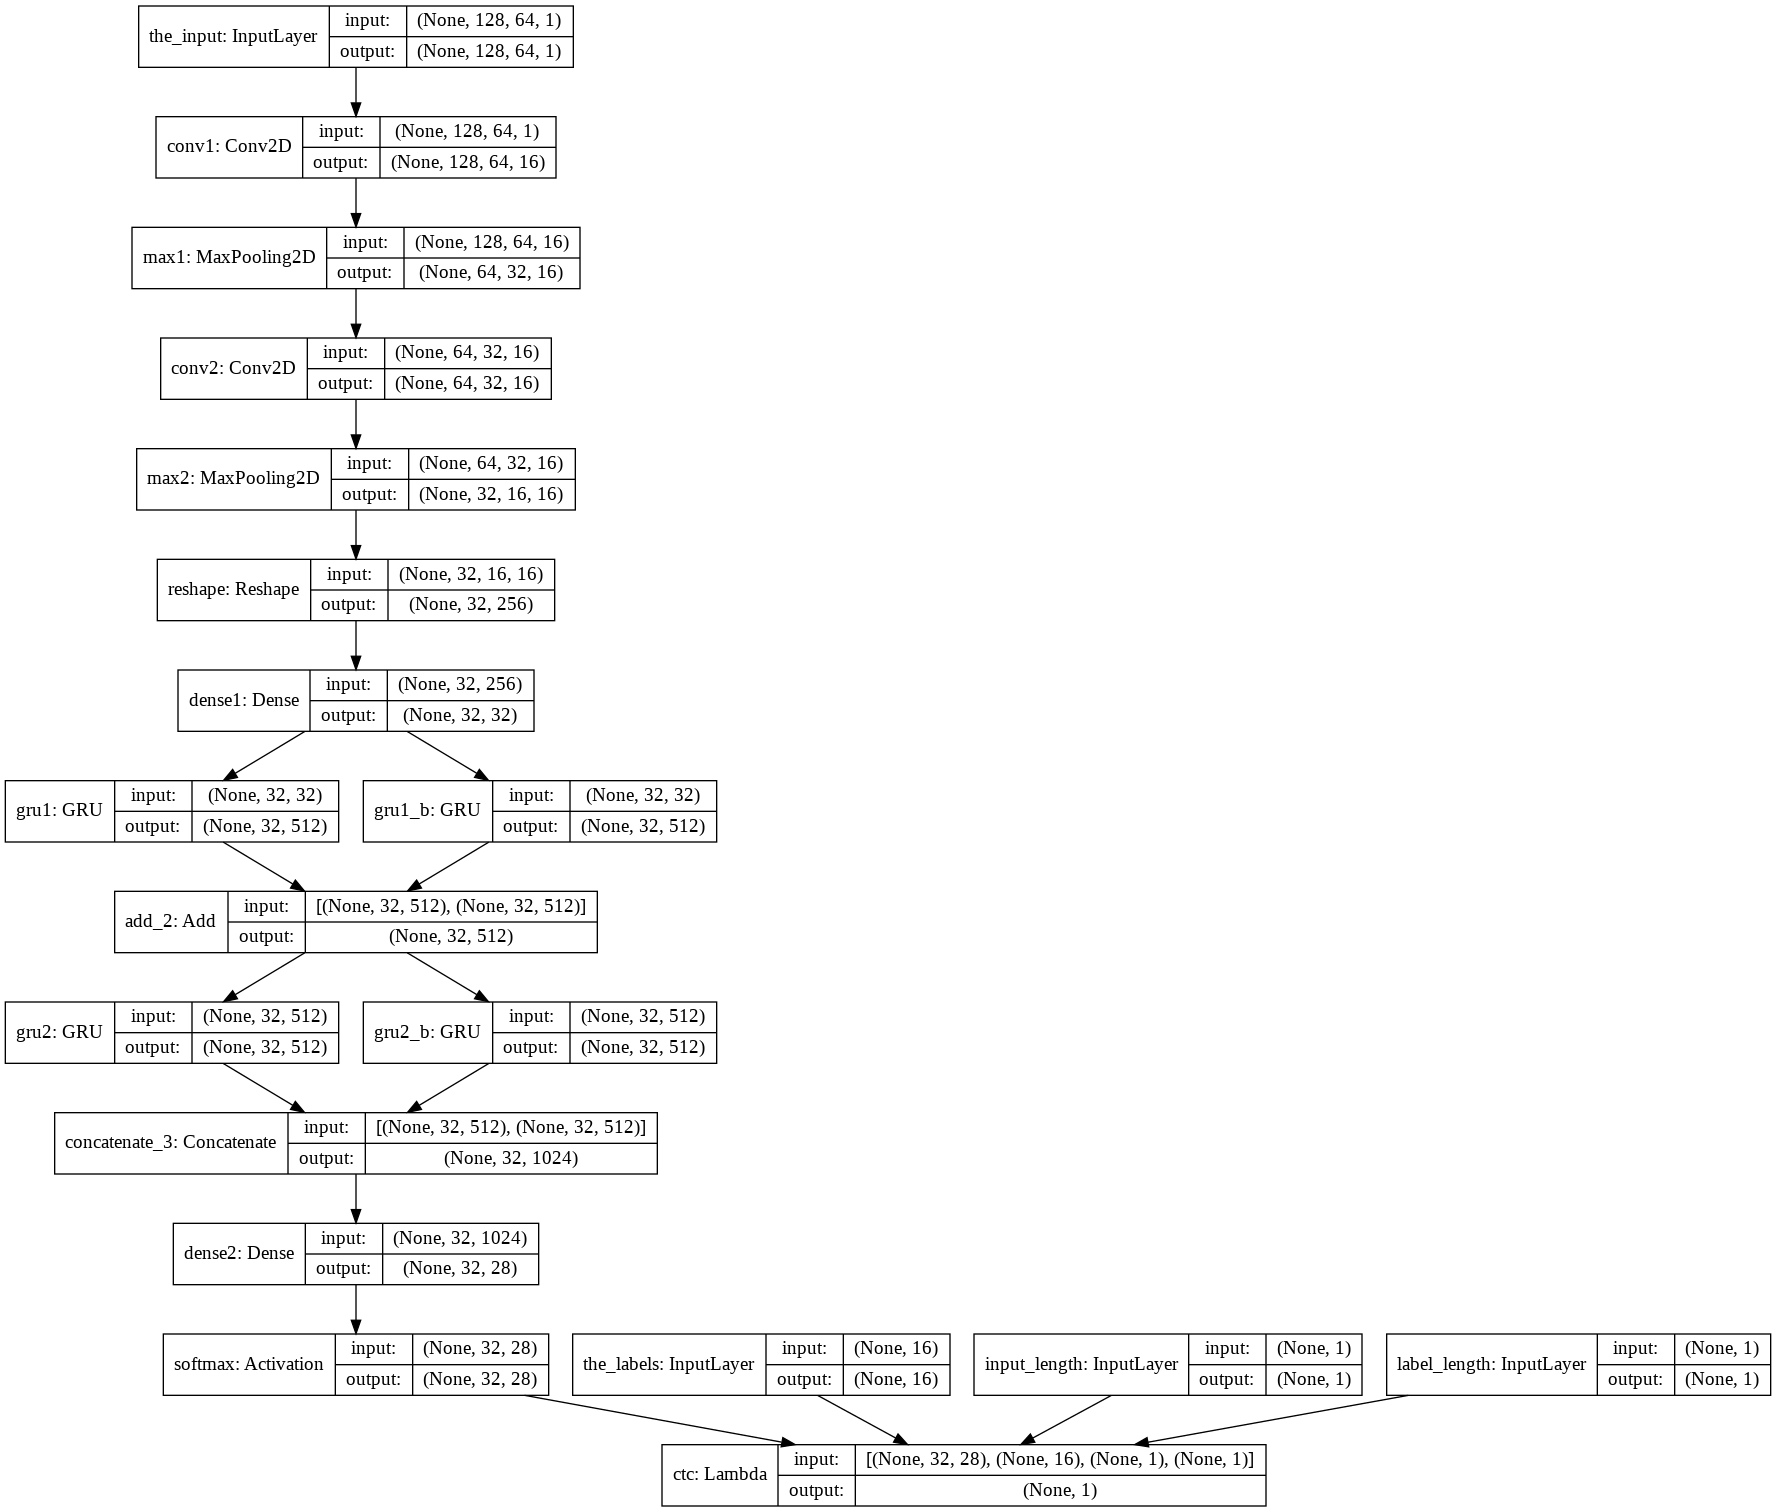 the_input: InputLayer
input: (None, 128, 64, 1)
output: (None, 128, 64, 1)
conv1: Conv2D
input: (None, 128, 64, 1)
output: (None, 128, 64, 16)
max1: MaxPooling2D
input: (None, 128, 64, 16)
output: (None, 64, 32, 16)
conv2: Conv2D
input: (None, 64, 32, 16)
output: (None, 64, 32, 16)
max2: MaxPooling2D
input: (None, 64, 32, 16)
output: (None, 32, 16, 16)
reshape: Reshape
input: (None, 32, 16, 16)
output: (None, 32, 256)
dense1: Dense
input: (None, 32, 256)
output: (None, 32, 32)
gru1: GRU
input: (None, 32, 32)
output: (None, 32, 512)
gru1_b: GRU
input: (None, 32, 32)
output: (None, 32, 512)
add_2: Add
input: [(None, 32, 512), (None, 32, 512)]
output: (None, 32, 512)
gru2: GRU
input: (None, 32, 512)
output: (None, 32, 512)
gru2_b: GRU
input: (None, 32, 512)
output: (None, 32, 512)
concatenate_3: Concatenate
input: [(None, 32, 512), (None, 32, 512)]
output: (None, 32, 1024)
dense2: Dense
input: (None, 32, 1024)
output: (None, 32, 28)
softmax: Activation
input: (None, 32, 28)
output: (None, 32, 28)
the_labels: InputLayer
input: (None, 16)
output: (None, 16)
input_length: InputLayer
input: (None, 1)
output: (None, 1)
label_length: InputLayer
input: (None, 1)
output: (None, 1)
ctc: Lambda
input: [(None, 32, 28), (None, 16), (None, 1), (None, 1)]
output: (None, 1)